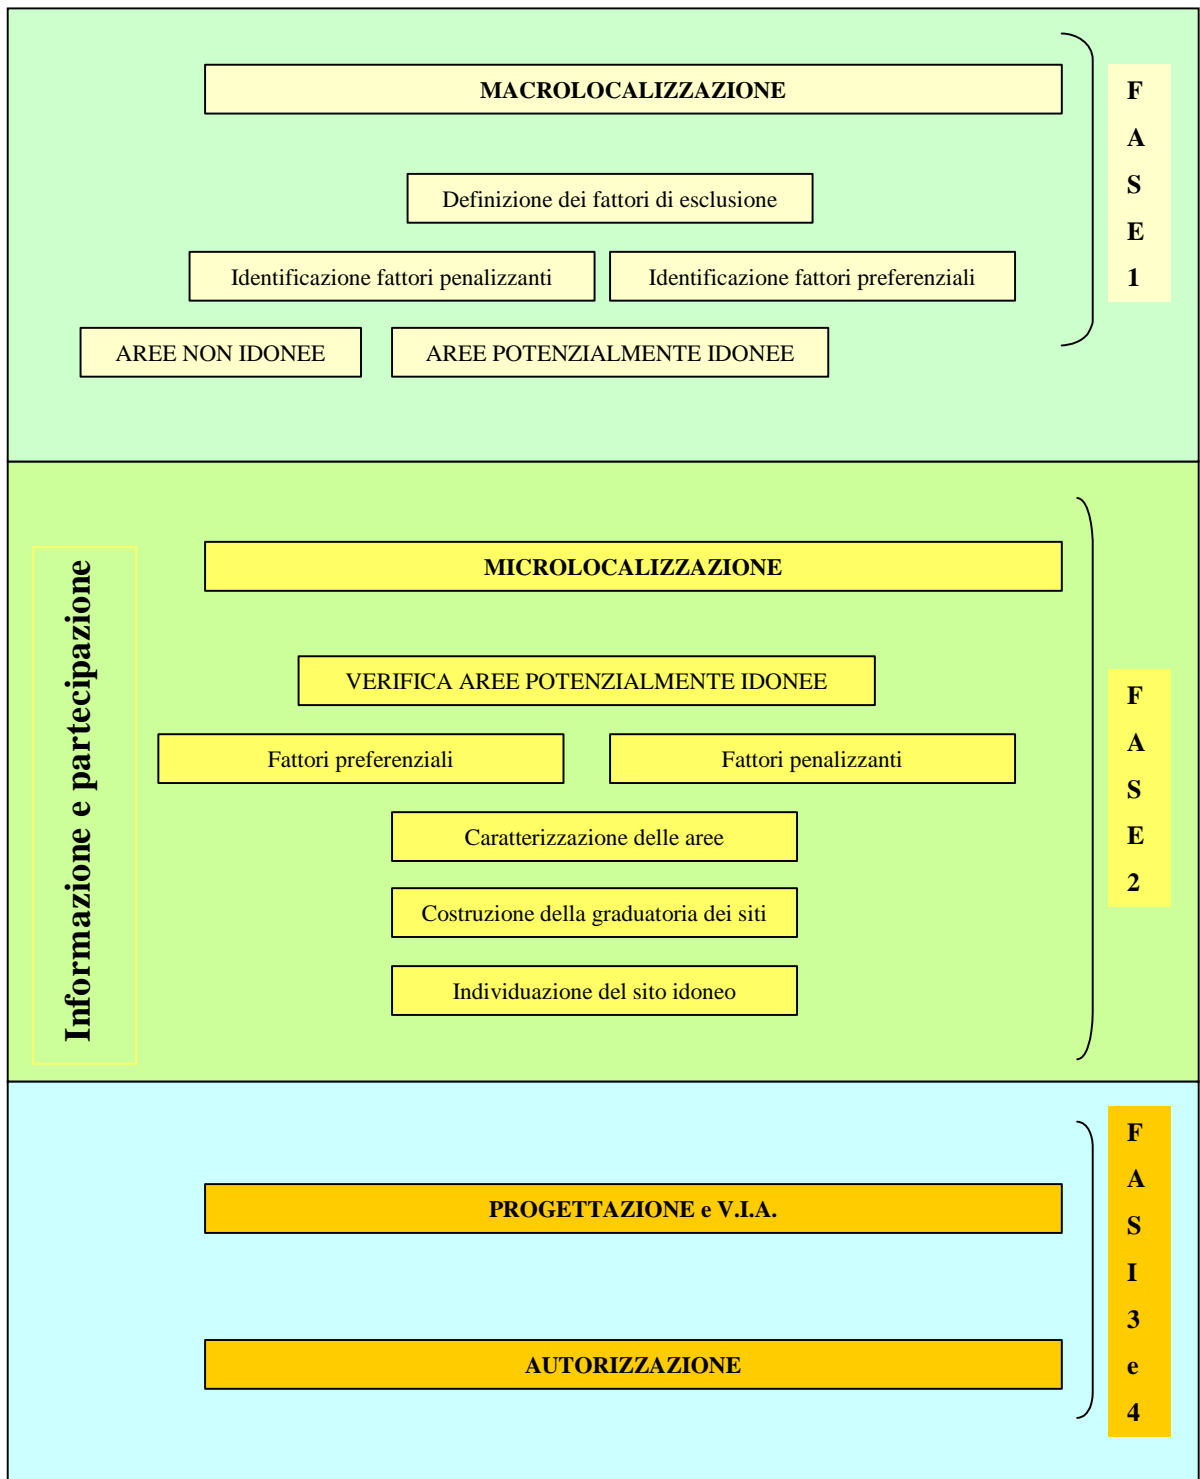 MACROLOCALIZZAZIONE
Definizione dei fattori di esclusione
Identificazione fattori penalizzanti
Identificazione fattori preferenziali
AREE NON IDONEE
AREE POTENZIALMENTE IDONEE
F
A
S
E
1
Informazione e partecipazione
MICROLOCALIZZAZIONE
VERIFICA AREE POTENZIALMENTE IDONEE
Fattori preferenziali
Fattori penalizzanti
Caratterizzazione delle aree
Costruzione della graduatoria dei siti
Individuazione del sito idoneo
F
A
S
E
2
PROGETTAZIONE e V.I.A.
AUTORIZZAZIONE
F
A
S
I
3
e
4